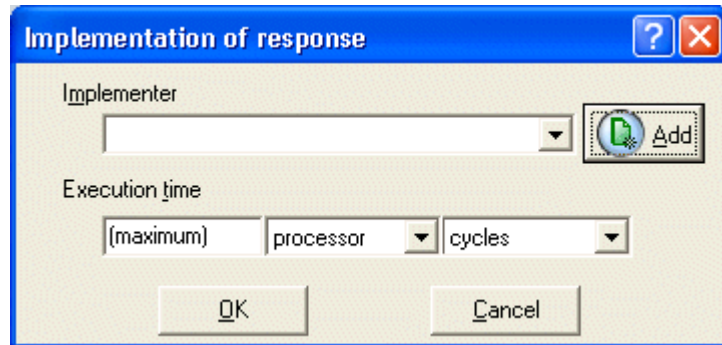 Implementation of response
?
Implementer
Add
Execution time
(maximum) processor cycles
OK Cancel